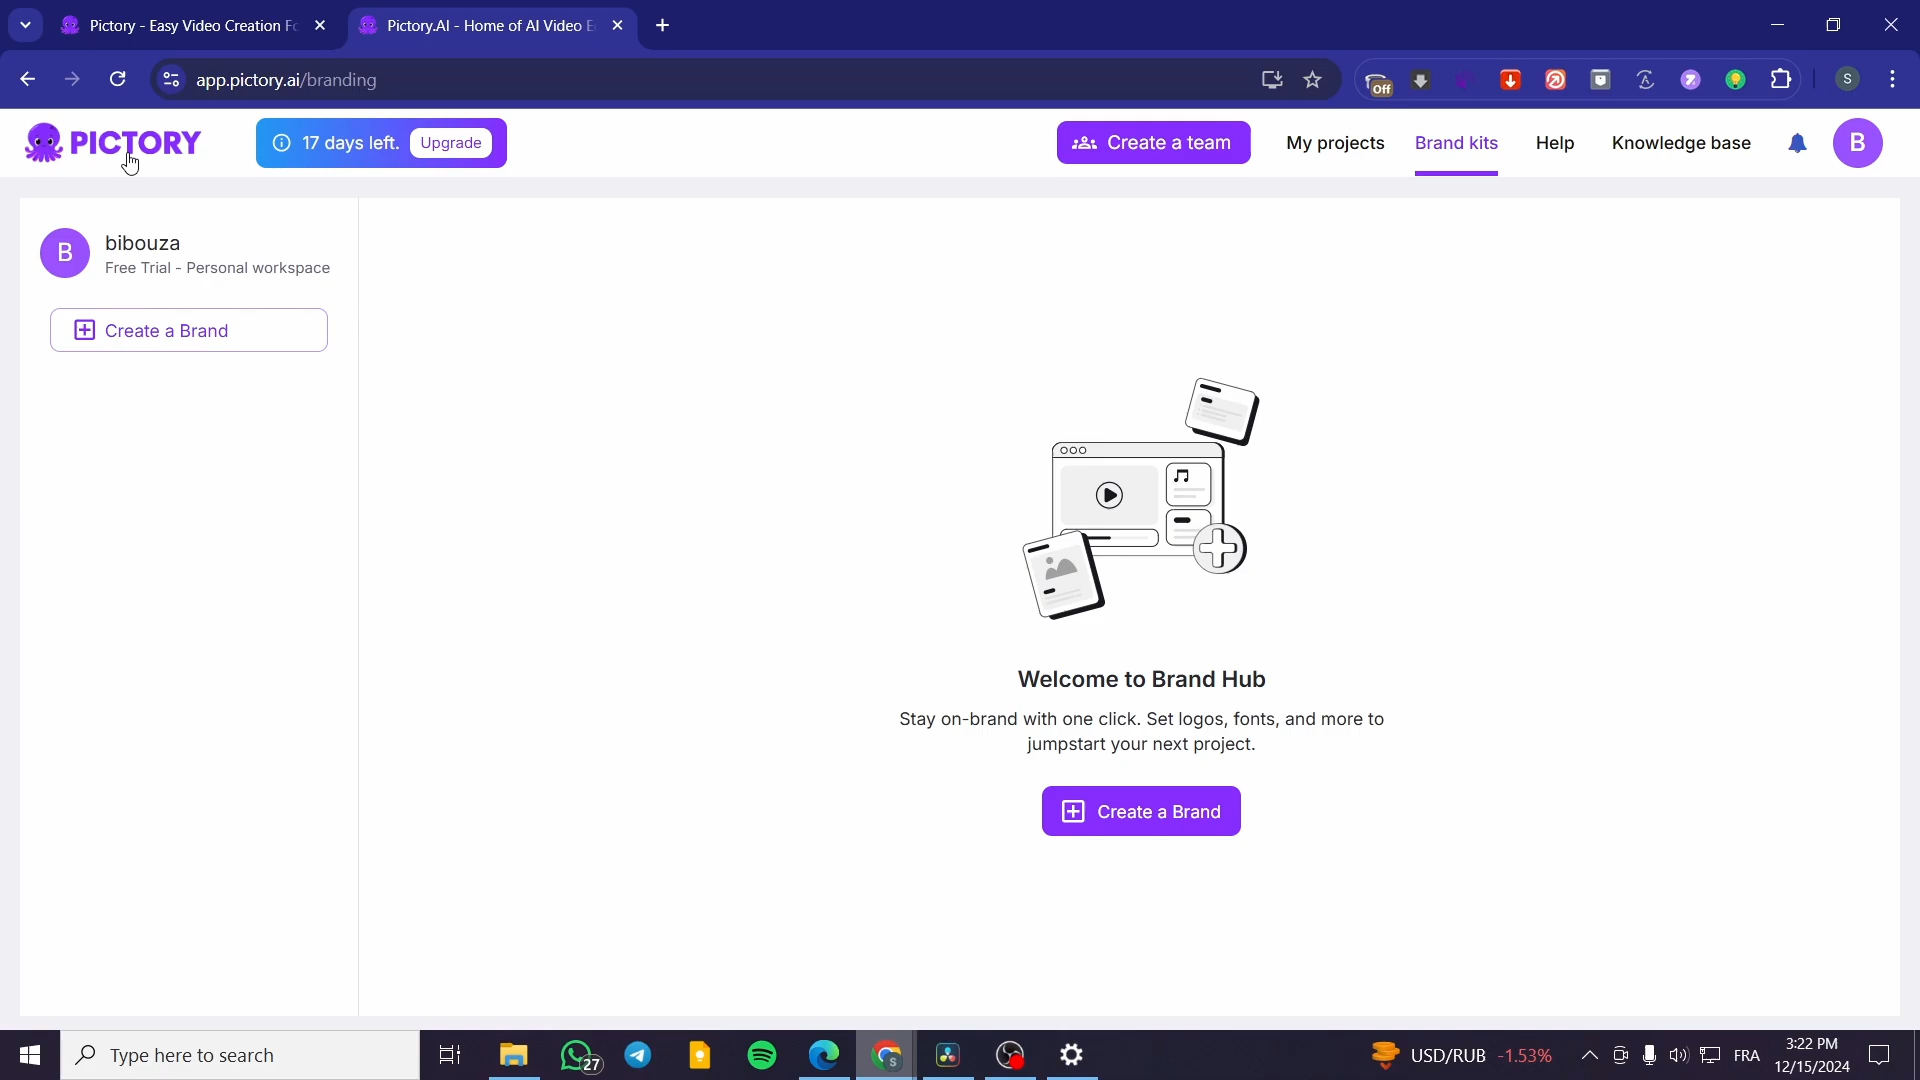 Pictory - Easy Video Creation Fo
Pictory.AI - Home of AI Video E
app.pictory.ai/branding
Off
S
PICTORY
17 days left.
Upgrade
Create a team
My projects
Brand kits
Help
Knowledge base
B
B
bibouza
Free Trial - Personal workspace
Create a Brand
Welcome to Brand Hub
Stay on-brand with one click. Set logos, fonts, and more to
jumpstart your next project.
Create a Brand
Type here to search
27
S
USD/RUB -1.53%
FRA
3:22 PM
12/15/2024